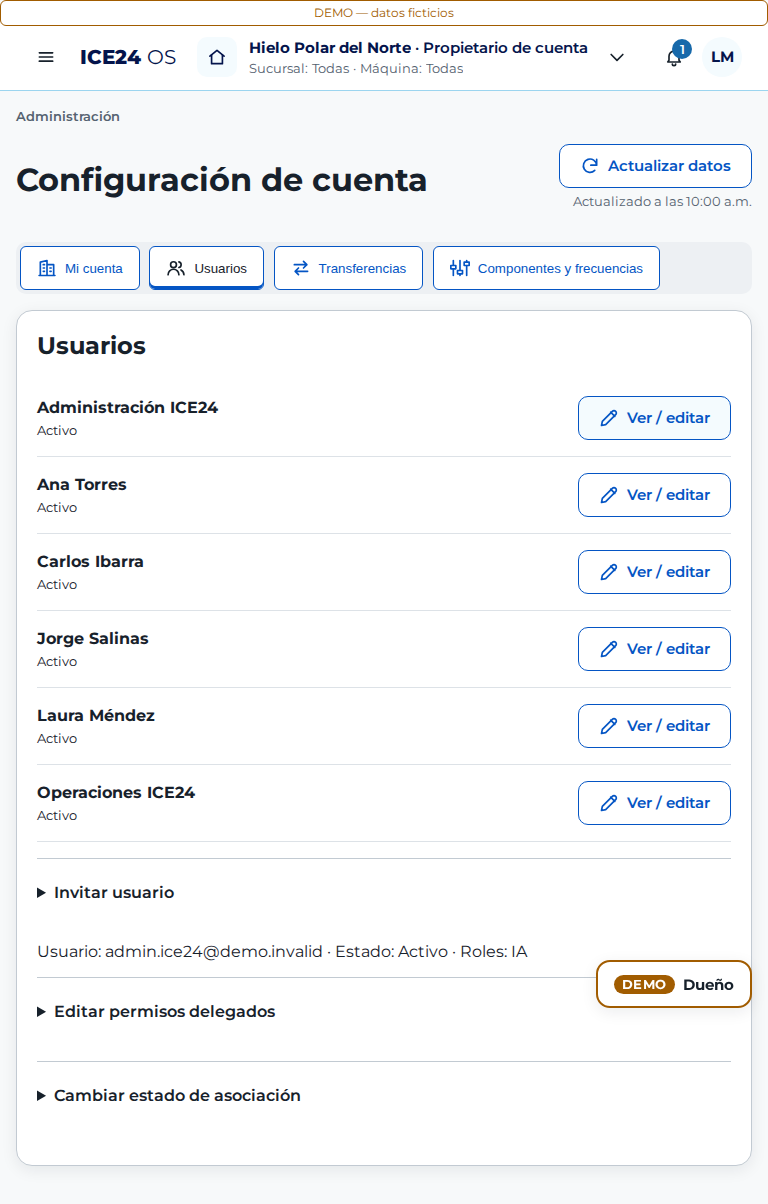 DEMO — datos ficticios
ICE24 OS
Hielo Polar del Norte · Propietario de cuenta
Sucursal: Todas · Máquina: Todas
1
LM
Administración
Configuración de cuenta
Actualizar datos
Actualizado a las 10:00 a.m.
Mi cuenta
Usuarios
Transferencias
Componentes y frecuencias
Usuarios
Administración ICE24
Activo
Ver / editar
Ana Torres
Activo
Ver / editar
Carlos Ibarra
Activo
Ver / editar
Jorge Salinas
Activo
Ver / editar
Laura Méndez
Activo
Ver / editar
Operaciones ICE24
Activo
Ver / editar
Invitar usuario
Usuario: admin.ice24@demo.invalid · Estado: Activo · Roles: IA
DEMO Dueño
Editar permisos delegados
Cambiar estado de asociación